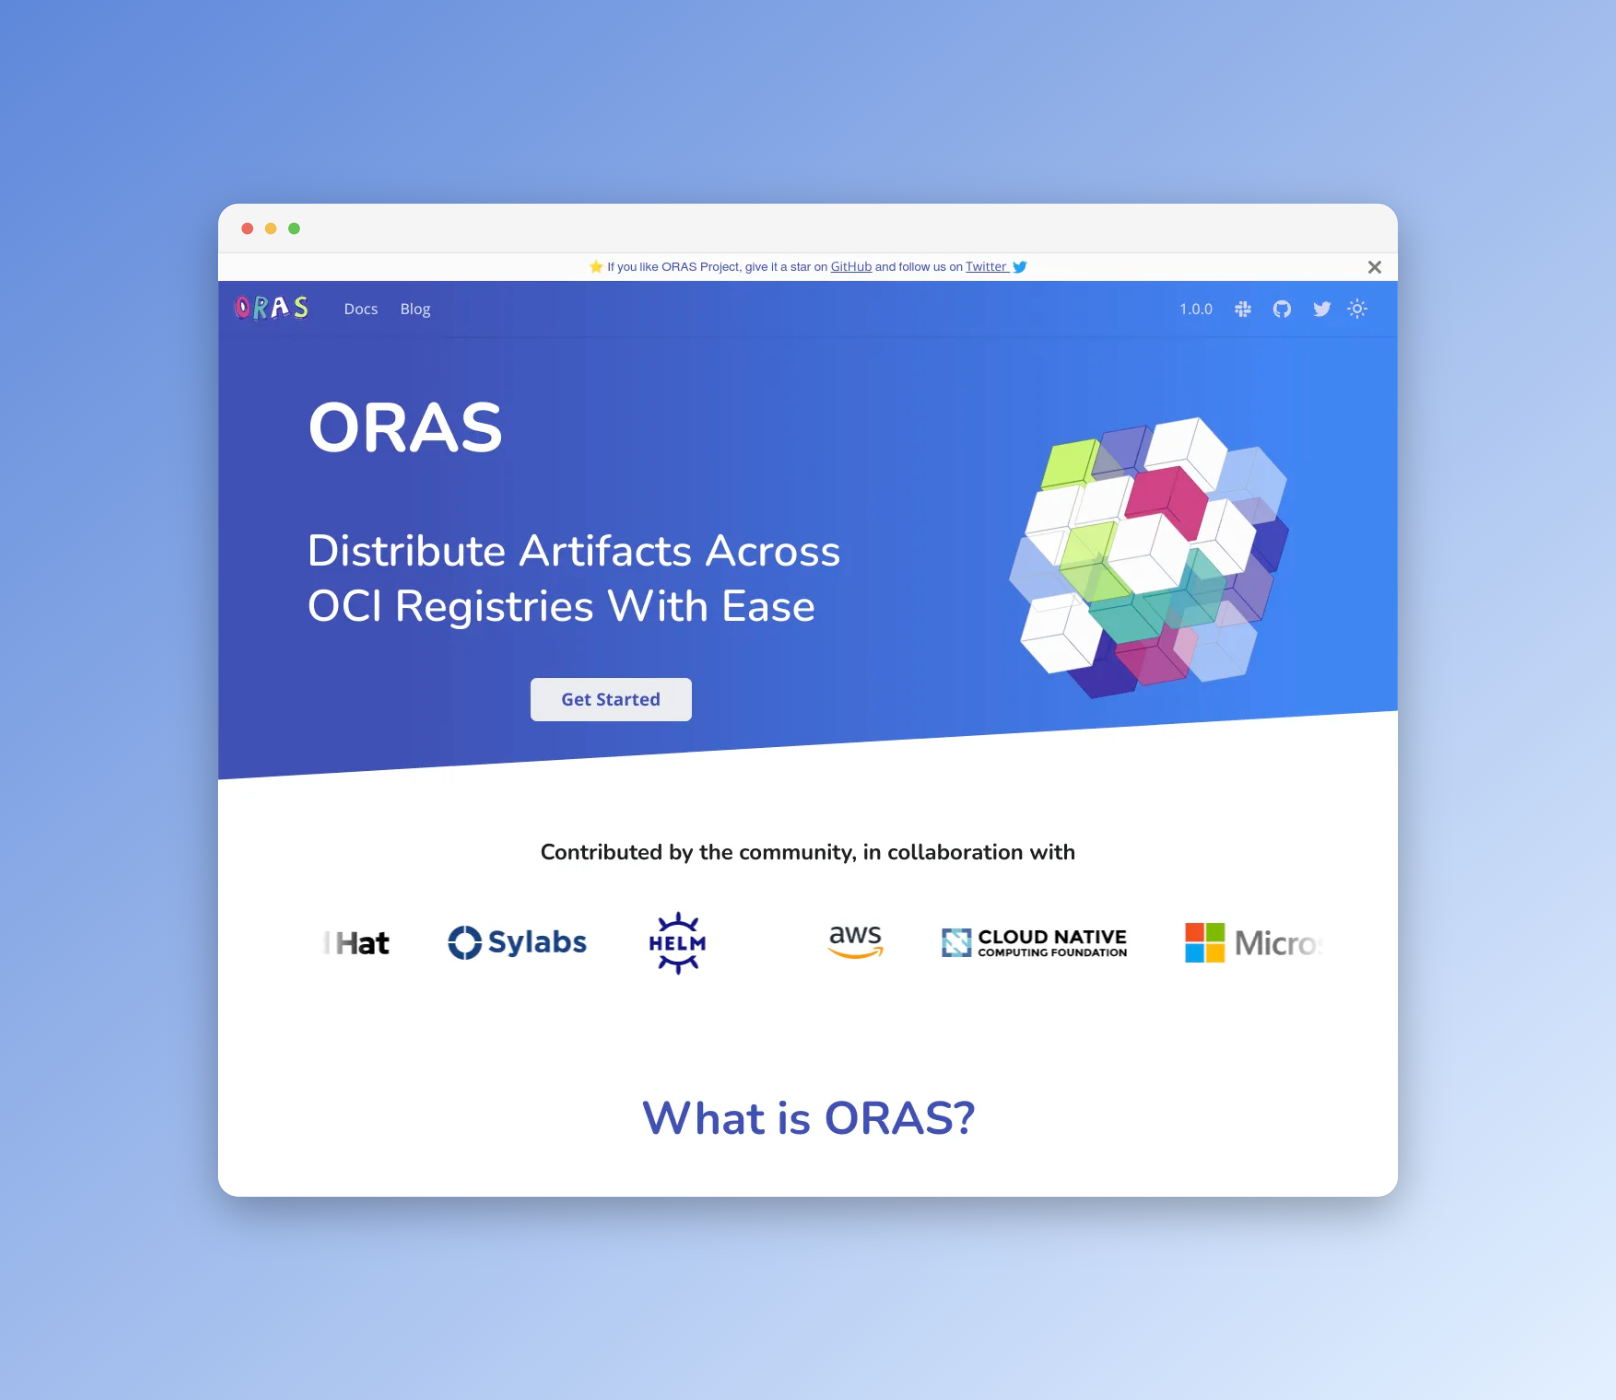 ⭐ If you like ORAS Project, give it a star on GitHub and follow us on Twitter
ORAS
Docs
Blog
1.0.0
ORAS
Distribute Artifacts Across
OCI Registries With Ease
Get Started
Contributed by the community, in collaboration with
Hat
Sylabs
HELM
aws
CLOUD NATIVE
COMPUTING FOUNDATION
Micros
What is ORAS?